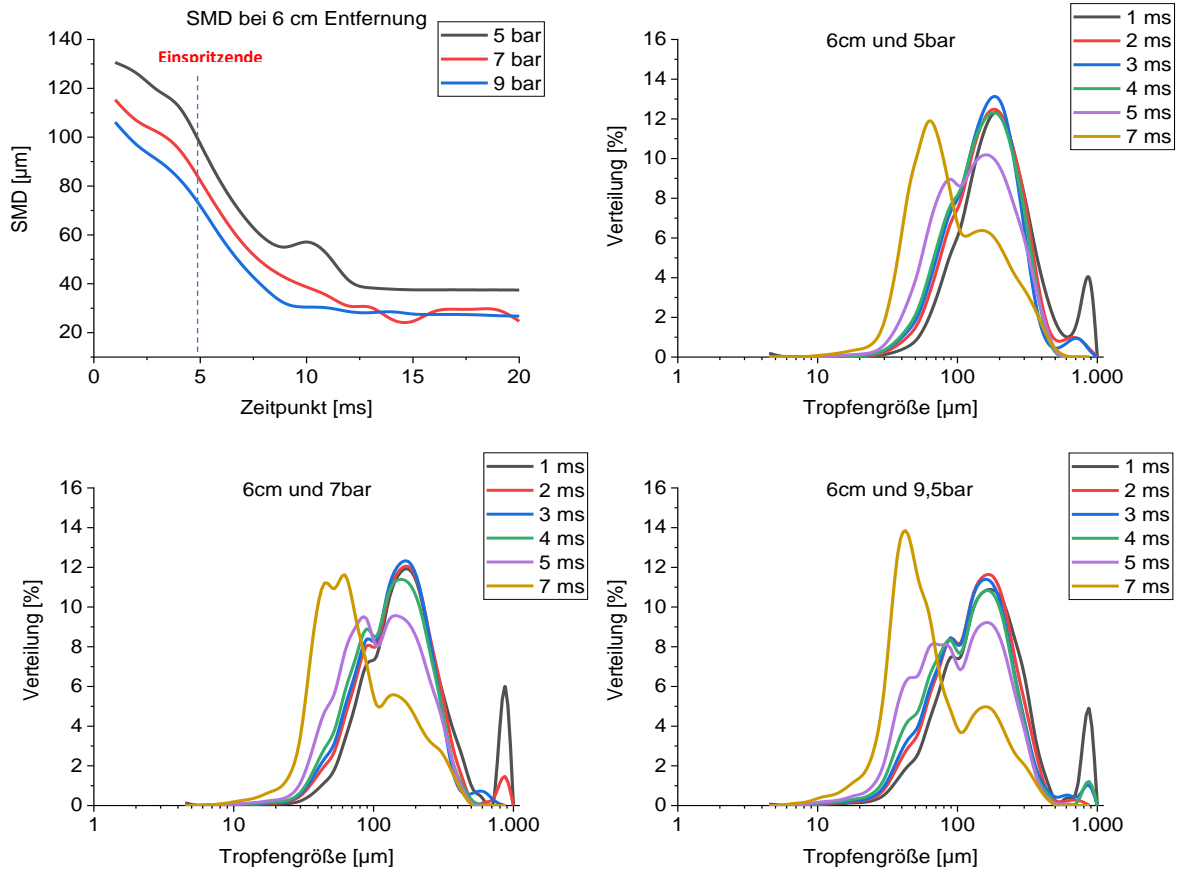 SMD bei 6 cm Entfernung
140
120
100
80
60
40
20
SMD [µm]
Einspritzende
5 bar
7 bar
9 bar
0
5
10
15
20
Zeitpunkt [ms]
6cm und 5bar
16
14
12
10
8
6
4
2
0
Verteilung [%]
1 ms
2 ms
3 ms
4 ms
5 ms
7 ms
1
10
100
1.000
Tropfengröße [µm]
6cm und 7bar
16
14
12
10
8
6
4
2
0
Verteilung [%]
1 ms
2 ms
3 ms
4 ms
5 ms
7 ms
1
10
100
1.000
Tropfengröße [µm]
6cm und 9,5bar
16
14
12
10
8
6
4
2
0
Verteilung [%]
1 ms
2 ms
3 ms
4 ms
5 ms
7 ms
1
10
100
1.000
Tropfengröße [µm]